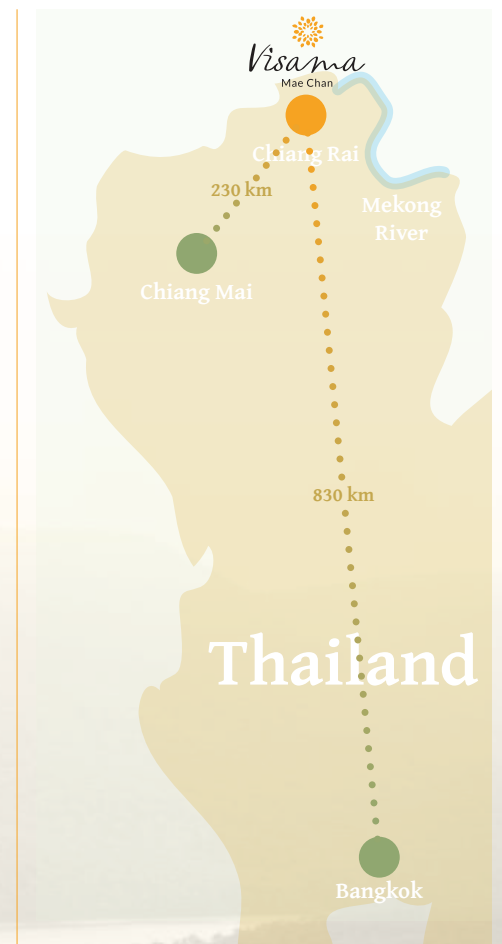 Visama
Mae Chan
Chiang Rai
230 km
Mekong
River
Chiang Mai
830 km
Thailand
Bangkok